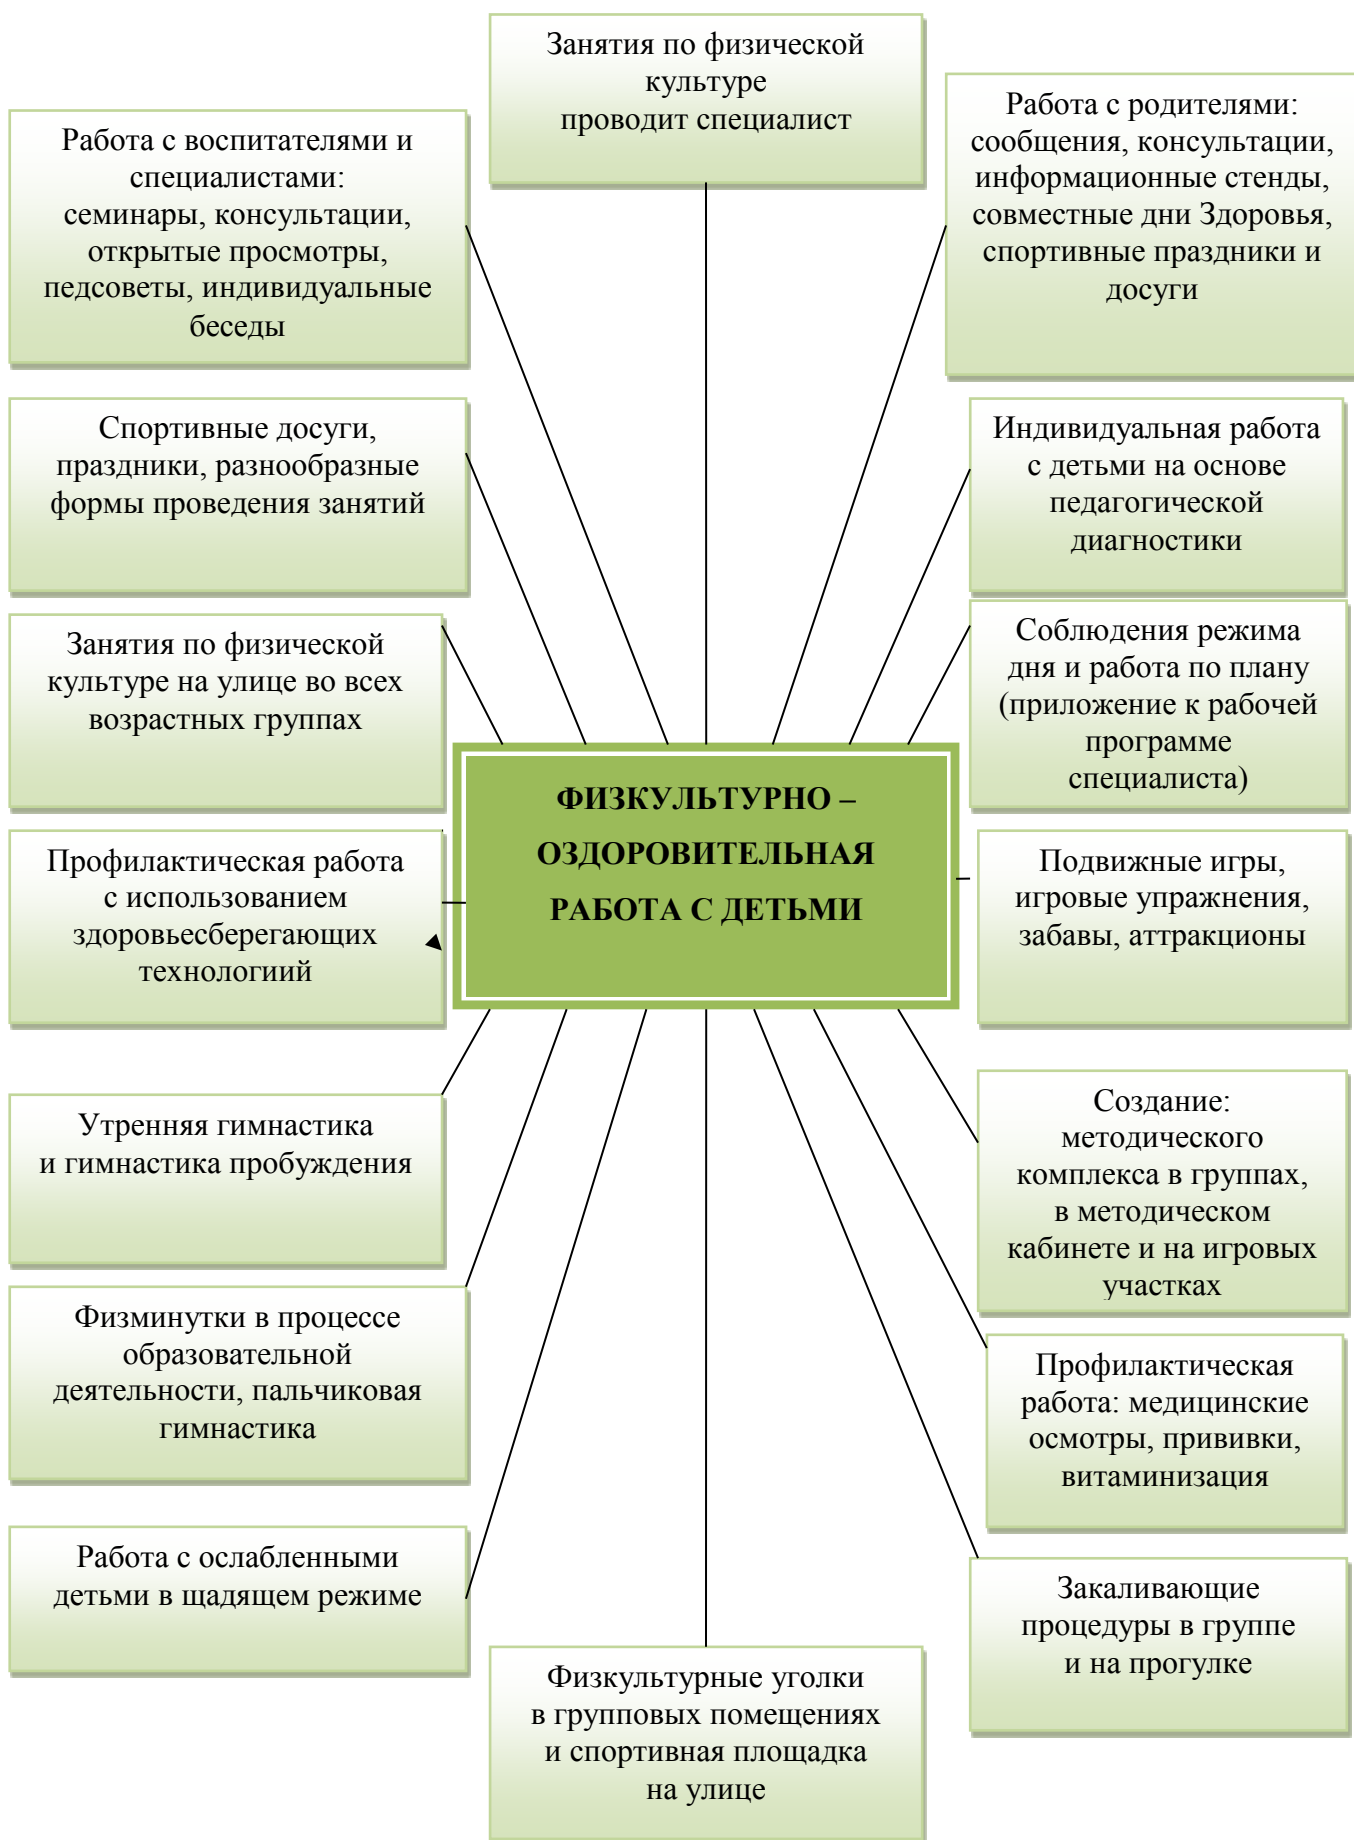 Занятия по физической
культуре
проводит специалист
Работа с воспитателями и
специалистами:
семинары, консультации,
открытые просмотры,
педсоветы, индивидуальные
беседы
Работа с родителями:
сообщения, консультации,
информационные стенды,
совместные дни Здоровья,
спортивные праздники и
досуги
Спортивные досуги,
праздники, разнообразные
формы проведения занятий
Индивидуальная работа
с детьми на основе
педагогической
диагностики
Занятия по физической
культуре на улице во всех
возрастных группах
Соблюдения режима
дня и работа по плану
(приложение к рабочей
программе
специалиста)
ФИЗКУЛЬТУРНО –
ОЗДОРОВИТЕЛЬНАЯ
РАБОТА С ДЕТЬМИ
Профилактическая работа
с использованием
здоровьесберегающих
технологиий
Подвижные игры,
игровые упражнения,
забавы, аттракционы
Утренняя гимнастика
и гимнастика пробуждения
Создание:
методического
комплекса в группах,
в методическом
кабинете и на игровых
участках
Физминутки в процессе
образовательной
деятельности, пальчиковая
гимнастика
Профилактическая
работа: медицинские
осмотры, прививки,
витаминизация
Работа с ослабленными
детьми в щадящем режиме
Закаливающие
процедуры в группе
и на прогулке
Физкультурные уголки
в групповых помещениях
и спортивная площадка
на улице